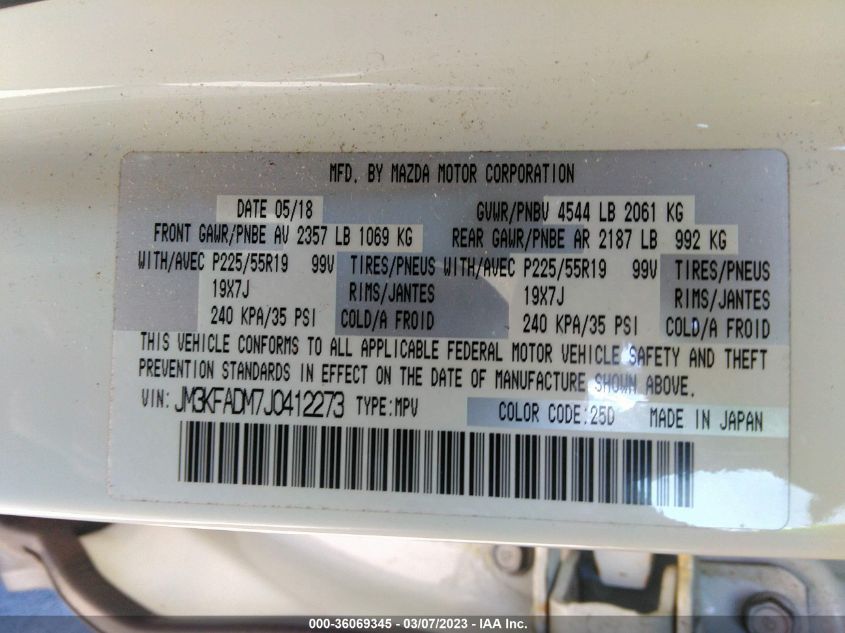 MFD. BY MAZDA MOTOR CORPORATION
DATE 05/18 GVWR/PNBV 4544 LB 2061 KG
FRONT GAWR/PNBE AV 2357 LB 1069 KG REAR GAWR/PNBE AR 2187 LB 992 KG
WITH/AVEC P225/55R19 99V TIRES/PNEUS WITH/AVEC P225/55R19 99V TIRES/PNEUS
19X7J RIMS/JANTES 19X7J RIMS/JANTES
240 KPA/35 PSI COLD/A FROID 240 KPA/35 PSI COLD/A FROID
THIS VEHICLE CONFORMS TO ALL APPLICABLE FEDERAL MOTOR VEHICLE SAFETY AND THEFT
PREVENTION STANDARDS IN EFFECT ON THE DATE OF MANUFACTURE SHOWN ABOVE.
VIN: JM3KFADM7J0412273 TYPE:MPV COLOR CODE:25D MADE IN JAPAN
000-36069345 — 03/07/2023 — IAA Inc.